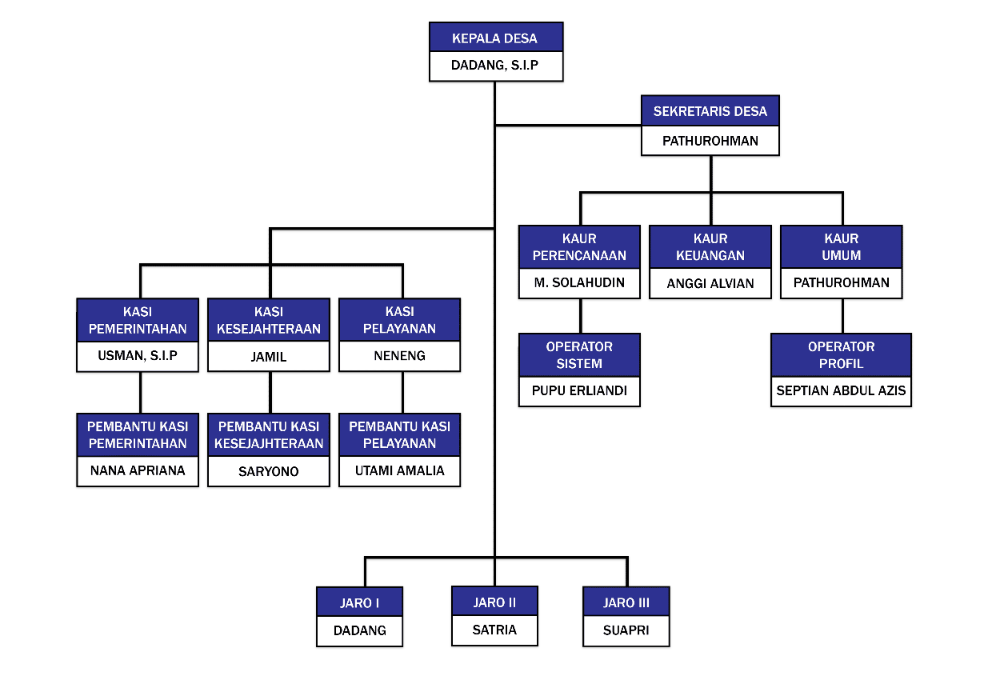 KEPALA DESA
DADANG, S.I.P
SEKRETARIS DESA
PATHUROHMAN
KAUR
PERENCANAAN
M. SOLAHUDIN
KAUR
KEUANGAN
ANGGI ALVIAN
KAUR
UMUM
PATHUROHMAN
OPERATOR
SISTEM
PUPU ERLIANDI
OPERATOR
PROFIL
SEPTIAN ABDUL AZIS
KASI
PEMERINTAHAN
USMAN, S.I.P
KASI
KESEJAHTERAAN
JAMIL
KASI
PELAYANAN
NENENG
PEMBANTU KASI
PEMERINTAHAN
NANA APRIANA
PEMBANTU KASI
KESEJAJHTERAAN
SARYONO
PEMBANTU KASI
PELAYANAN
UTAMI AMALIA
JARO I
DADANG
JARO II
SATRIA
JARO III
SUAPRI